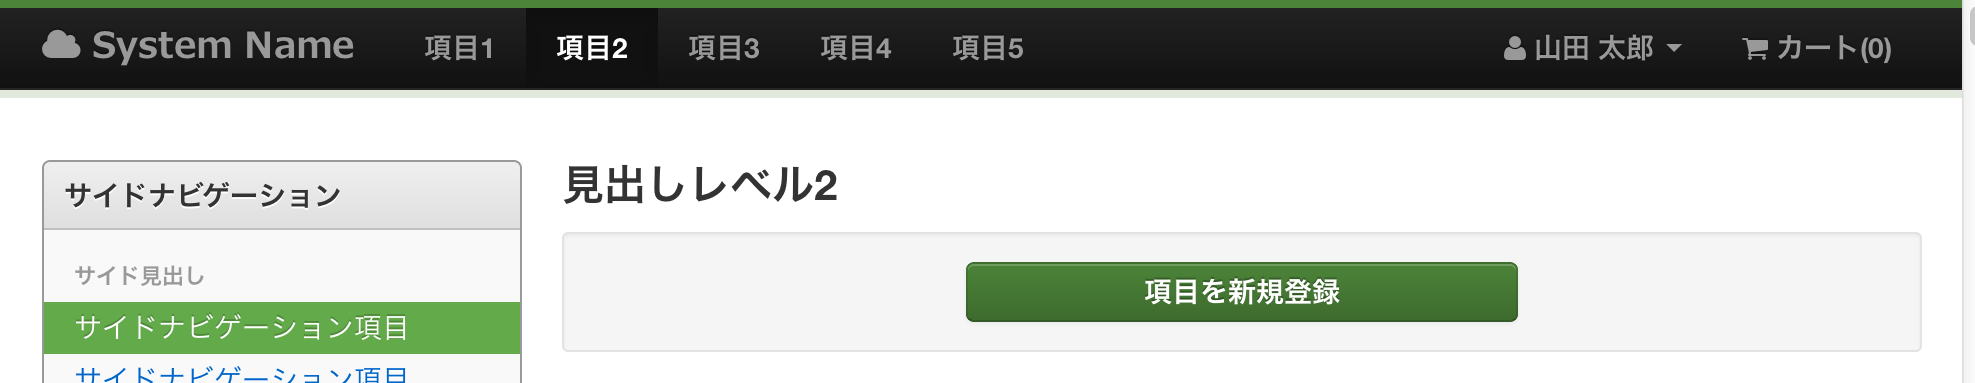 System Name 項目1 項目2 項目3 項目4 項目5 山田 太郎 カート(0)
サイドナビゲーション
サイド見出し
サイドナビゲーション項目
サイドナビゲーション項目
見出しレベル2
項目を新規登録